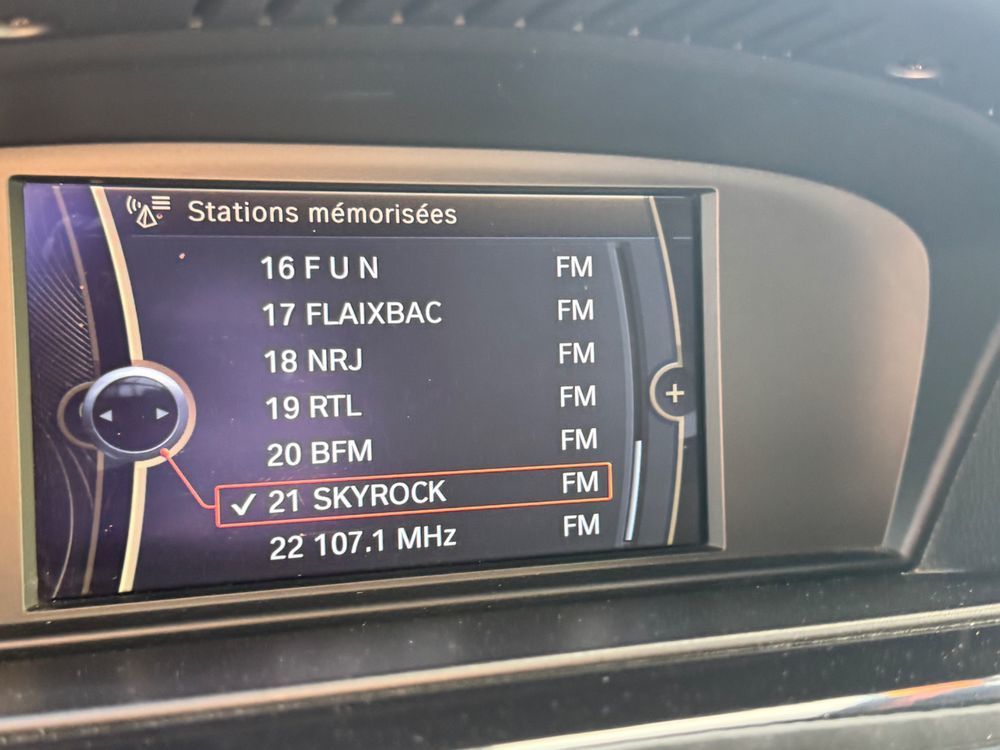 Stations mémorisées
16 F U N FM
17 FLAIXBAC FM
18 NRJ FM
19 RTL FM
20 BFM FM
✓ 21 SKYROCK FM
22 107.1 MHz FM
+